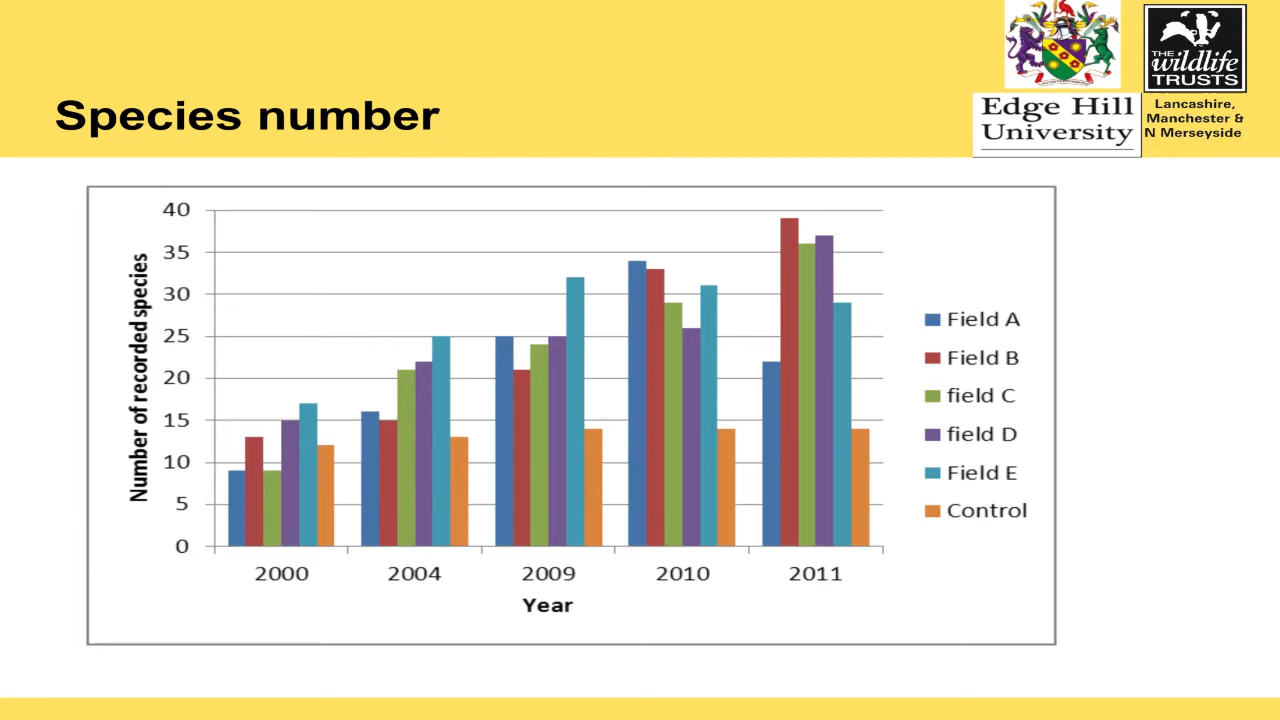 Species number
THE
wildlife
TRUSTS
Lancashire,
Manchester &
N Merseyside
Edge Hill
University
40
35
30
25
20
15
10
5
0
Number of recorded species
2000 2004 2009 2010 2011
Year
Field A
Field B
field C
field D
Field E
Control